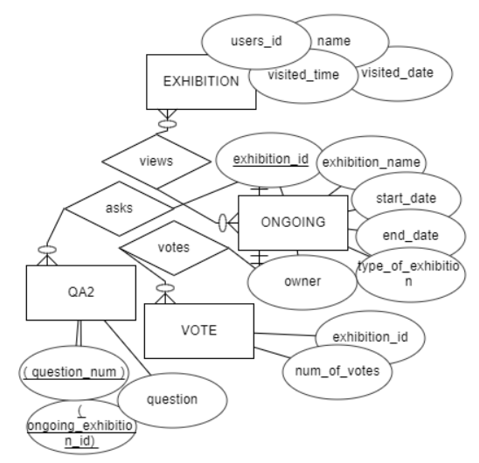 users_id
name
EXHIBITION
visited_time
visited_date
views
exhibition_id
exhibition_name
asks
start_date
ONGOING
end_date
votes
type_of_exhibitio
n
owner
QA2
VOTE
exhibition_id
( question_num )
num_of_votes
question
(
ongoing_exhibitio
n_id)